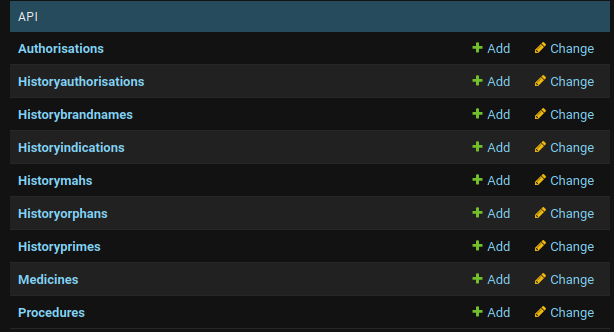 API
Authorisations Add Change
Historyauthorisations Add Change
Historybrandnames Add Change
Historyindications Add Change
Historymahs Add Change
Historyorphans Add Change
Historyprimes Add Change
Medicines Add Change
Procedures Add Change